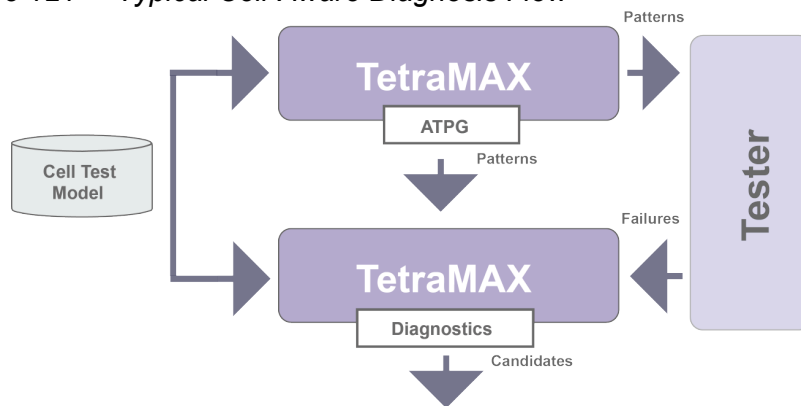 Typical Cell-Aware Diagnosis Flow
Patterns
TetraMAX
ATPG
Patterns
Cell Test
Model
Tester
Failures
TetraMAX
Diagnostics
Candidates